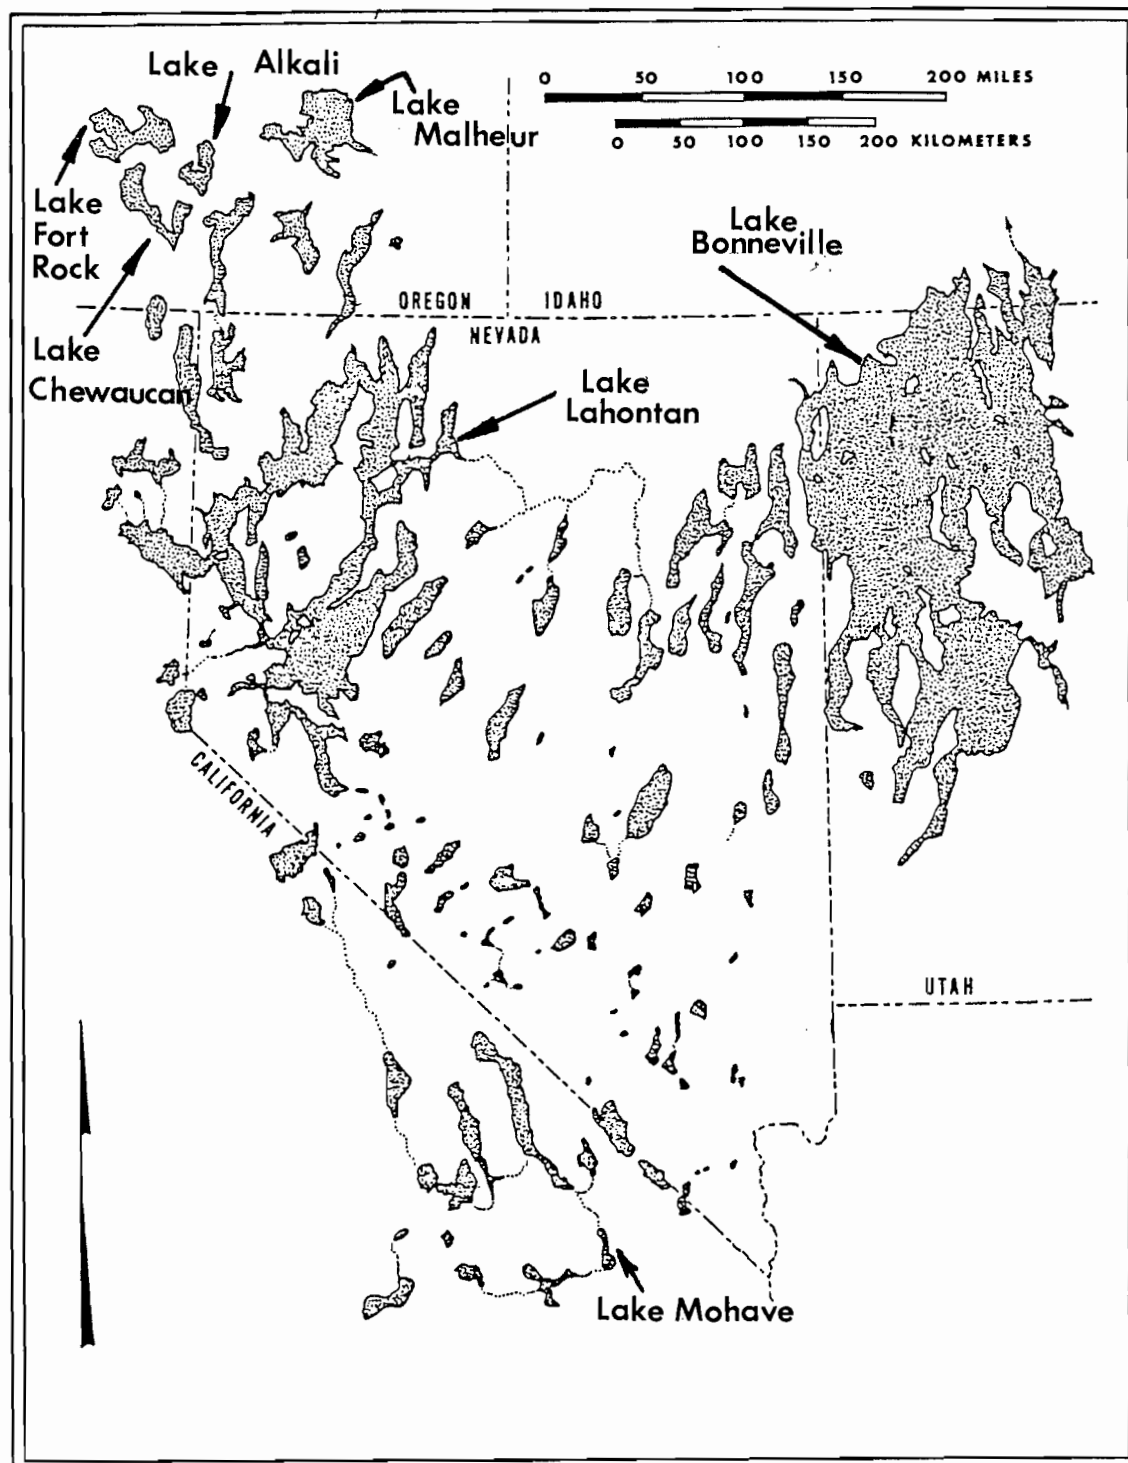 Lake Alkali
Lake
Malheur
0 50 100 150 200 MILES
0 50 100 150 200 KILOMETERS
Lake
Fort
Rock
Lake
Bonneville
OREGON
IDAHO
NEVADA
Lake
Chewaucan
Lake
Lahontan
CALIFORNIA
UTAH
Lake Mohave